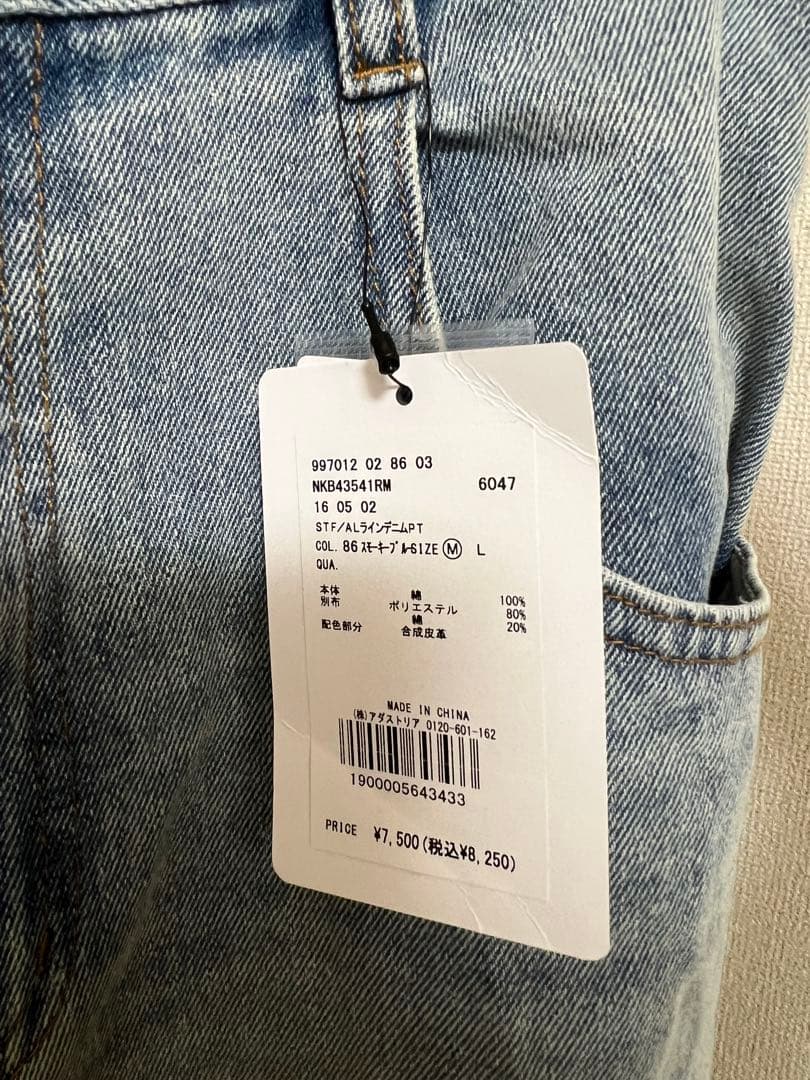 997012 02 86 03
NKB43541RM 6047
16 05 02
STF/ALラインデニムPT
COL. 86 スモーキーブルーSIZE Ⓜ L
QUA.
本体 綿 100%
別布 ポリエステル 80%
綿 20%
配色部分 合成皮革
MADE IN CHINA
(株)アダストリア 0120-601-162
1900005643433
PRICE ¥7,500(税込¥8,250)